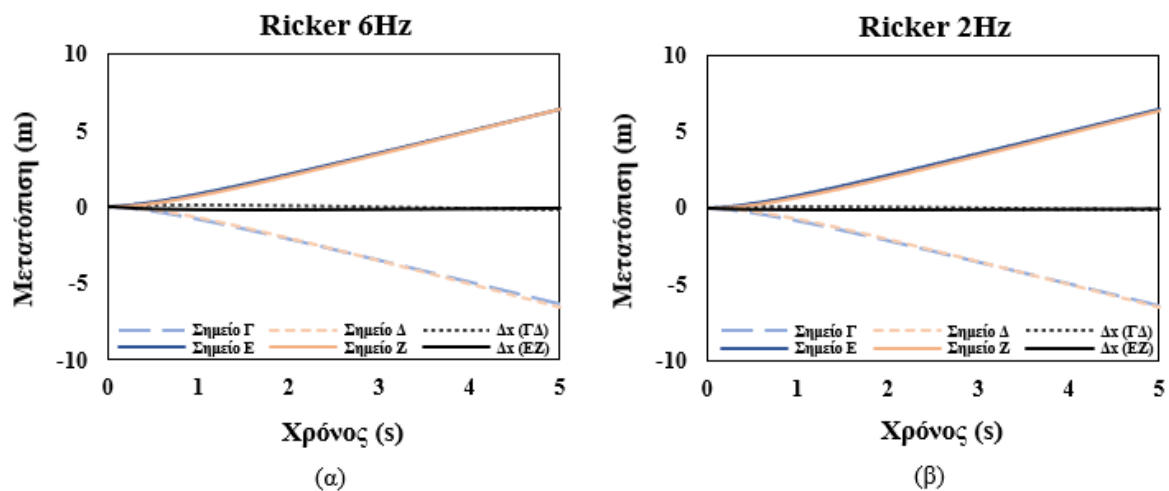 Ricker 6Hz
10
5
0
-5
-10
Μετατόπιση (m)
Σημείο Γ Σημείο Δ Δx (ΓΔ)
Σημείο Ε Σημείο Ζ Δx (ΕΖ)
0 1 2 3 4 5
Χρόνος (s)
(α)
Ricker 2Hz
10
5
0
-5
-10
Μετατόπιση (m)
Σημείο Γ Σημείο Δ Δx (ΓΔ)
Σημείο Ε Σημείο Ζ Δx (ΕΖ)
0 1 2 3 4 5
Χρόνος (s)
(β)